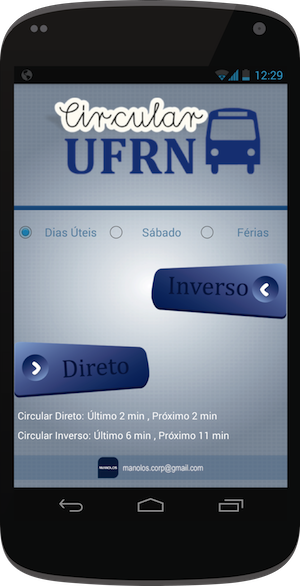 12:29
Circular
UFRN
Dias Úteis Sábado Férias
Inverso
Direto
Circular Direto: Último 2 min , Próximo 2 min
Circular Inverso: Último 6 min , Próximo 11 min
MANOLOS manolos.corp@gmail.com